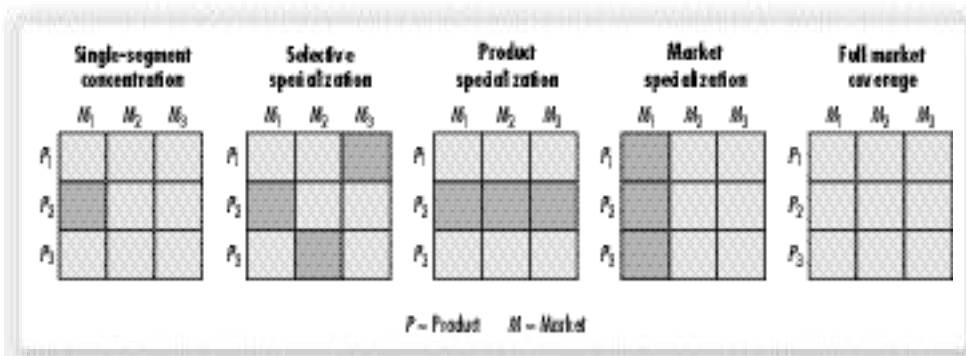 Single-segment concentration
Selective specialization
Product specialization
Market specialization
Full market coverage
M1 M2 M3
M1 M2 M3
M1 M2 M3
M1 M2 M3
M1 M2 M3
P1
P2
P3
P1
P2
P3
P1
P2
P3
P1
P2
P3
P1
P2
P3
P = Product M = Market